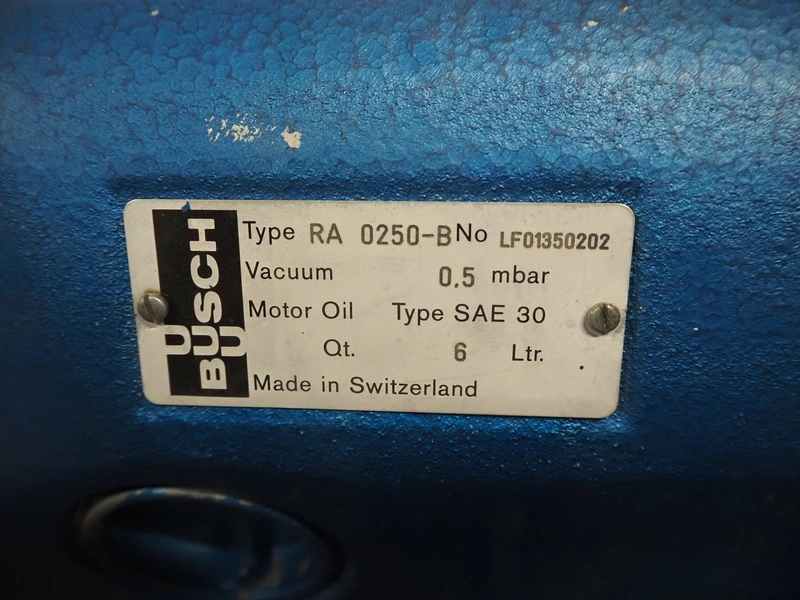 BUSCH
Type RA 0250-B No LF01350202
Vacuum 0.5 mbar
Motor Oil Type SAE 30
Qt. 6 Ltr.
Made in Switzerland